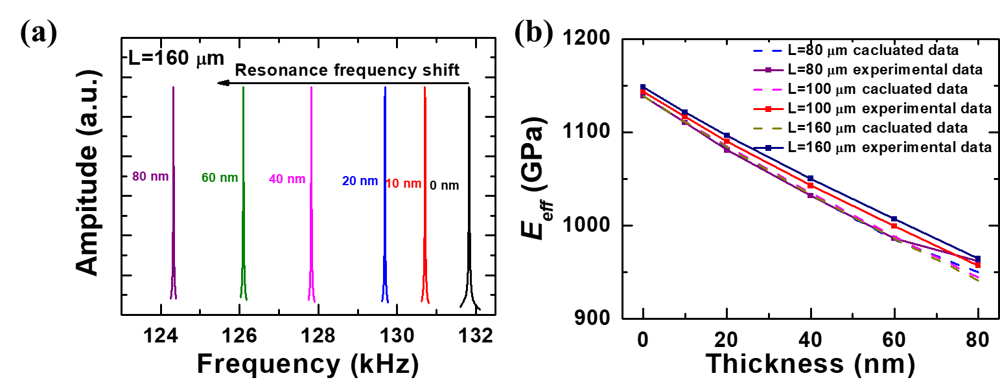 (a)
L=160 μm
Resonance frequency shift
80 nm
60 nm
40 nm
20 nm
10 nm
0 nm
Ampitude (a.u.)
124
126
128
130
132
Frequency (kHz)
(b)
1200
1100
1000
900
E_eff (GPa)
L=80 μm cacluated data
L=80 μm experimental data
L=100 μm cacluated data
L=100 μm experimental data
L=160 μm cacluated data
L=160 μm experimental data
0
20
40
60
80
Thickness (nm)